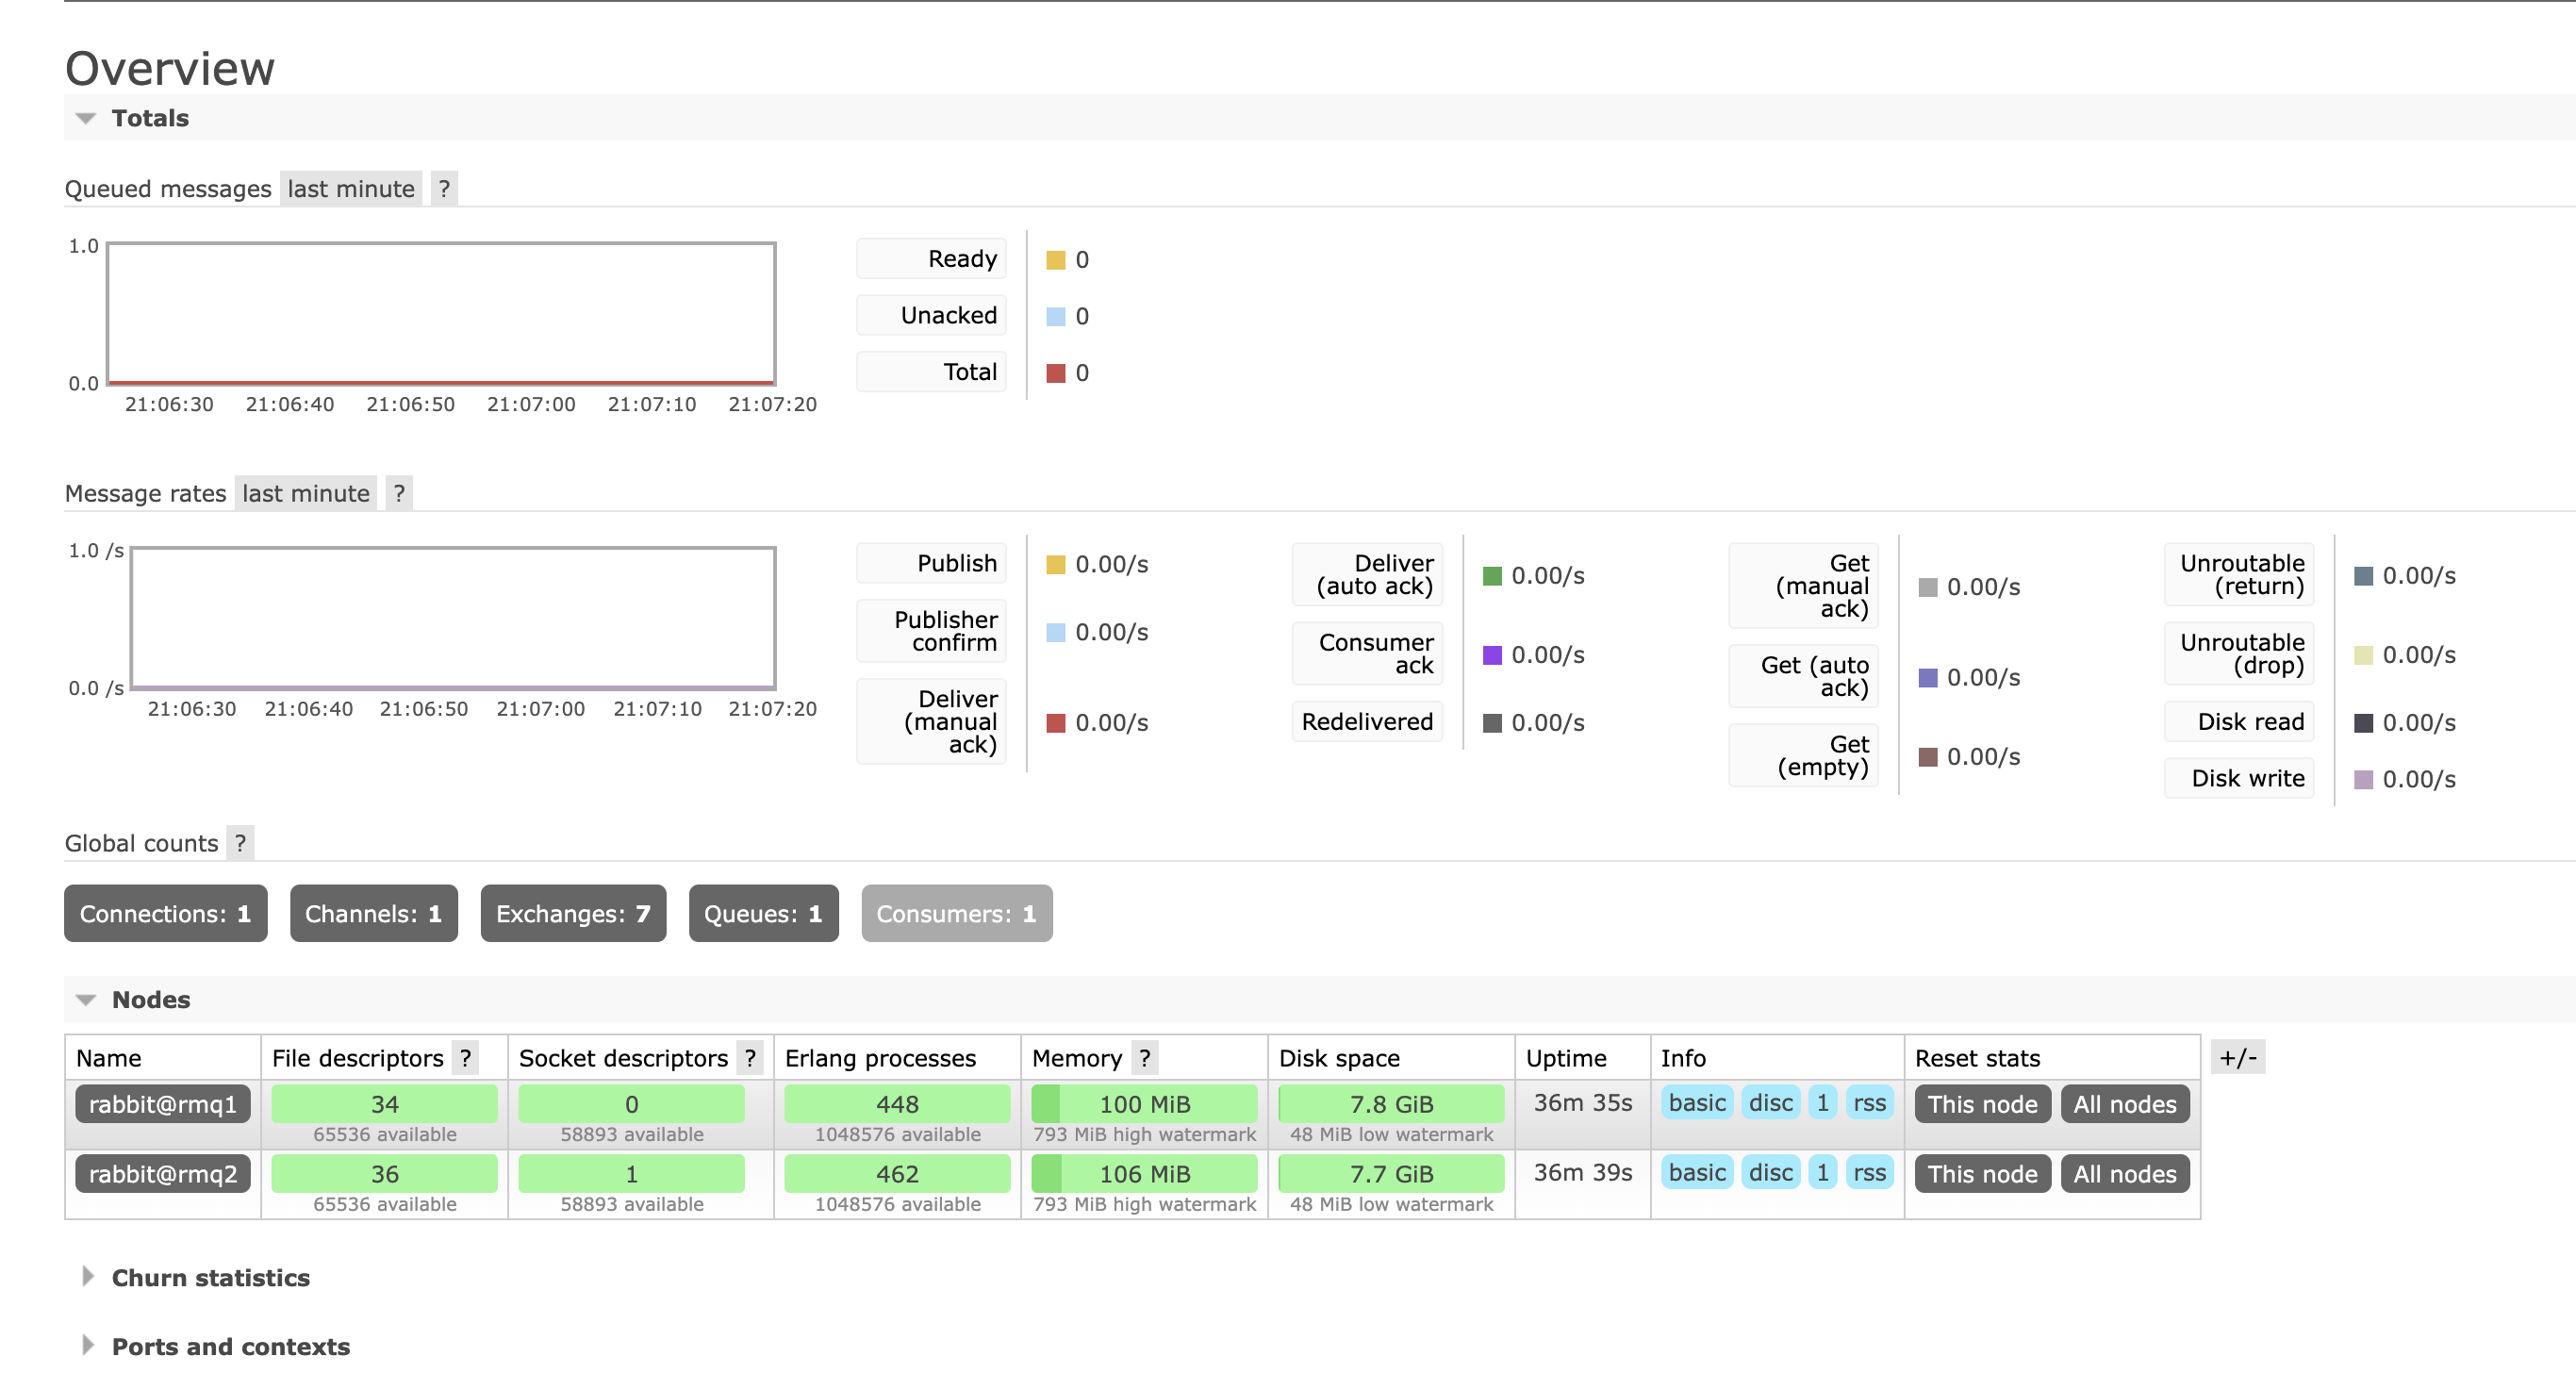 Overview
Totals
Queued messages last minute ?
1.0
0.0
21:06:30 21:06:40 21:06:50 21:07:00 21:07:10 21:07:20
Ready 0
Unacked 0
Total 0
Message rates last minute ?
1.0 /s
0.0 /s
21:06:30 21:06:40 21:06:50 21:07:00 21:07:10 21:07:20
Publish 0.00/s
Publisher
confirm 0.00/s
Deliver
(manual
ack) 0.00/s
Deliver
(auto ack) 0.00/s
Consumer
ack 0.00/s
Redelivered 0.00/s
Get
(manual
ack) 0.00/s
Get (auto
ack) 0.00/s
Get
(empty) 0.00/s
Unroutable
(return) 0.00/s
Unroutable
(drop) 0.00/s
Disk read 0.00/s
Disk write 0.00/s
Global counts ?
Connections: 1 Channels: 1 Exchanges: 7 Queues: 1 Consumers: 1
Nodes
Name File descriptors ? Socket descriptors ? Erlang processes Memory ? Disk space Uptime Info Reset stats +/-
rabbit@rmq1 34 0 448 100 MiB 7.8 GiB 36m 35s basic disc 1 rss This node All nodes
65536 available 58893 available 1048576 available 793 MiB high watermark 48 MiB low watermark
rabbit@rmq2 36 1 462 106 MiB 7.7 GiB 36m 39s basic disc 1 rss This node All nodes
65536 available 58893 available 1048576 available 793 MiB high watermark 48 MiB low watermark
Churn statistics
Ports and contexts